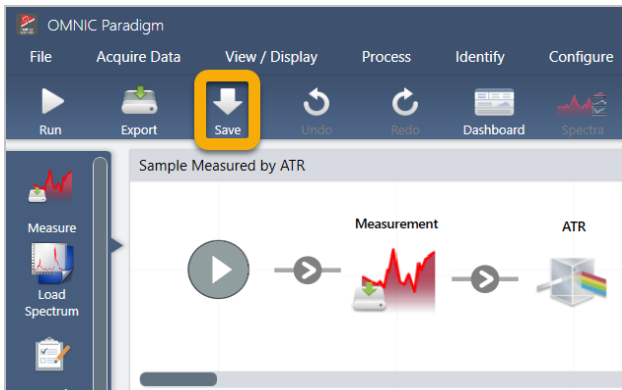 OMNIC Paradigm
File Acquire Data View / Display Process Identify Configure
Run Export Save Undo Redo Dashboard Spectra
Sample Measured by ATR
Measure
Load
Spectrum
Measurement
ATR